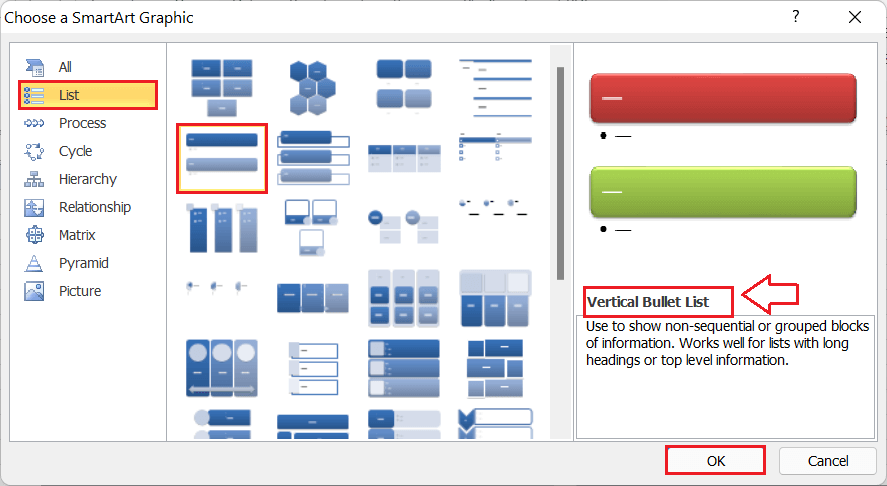 Choose a SmartArt Graphic
?
All
List
Process
Cycle
Hierarchy
Relationship
Matrix
Pyramid
Picture
Vertical Bullet List
Use to show non-sequential or grouped blocks
of information. Works well for lists with long
headings or top level information.
OK
Cancel